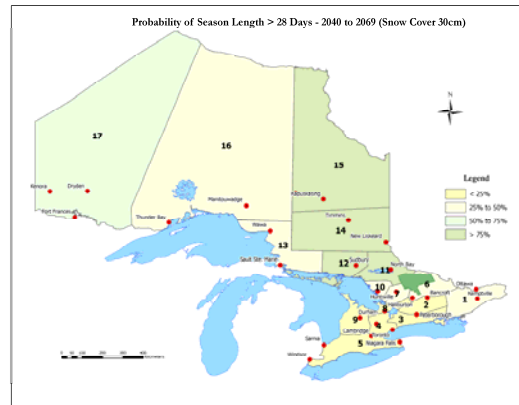 Probability of Season Length > 28 Days - 2040 to 2069 (Snow Cover 30cm)
N
17
16
15
Kenora
Dryden
Fort Frances
Thunder Bay
Manitouwadge
Kapuskasing
Wawa
Timmins
14
New Liskeard
13
Sault Ste. Marie
12
Sudbury
11
North Bay
10
Huntsville
7
6
Haliburton
Bancroft
2
Ottawa
Kemptville
1
8
Durham
9
4
3
Peterborough
Cambridge
Toronto
5
Niagara Falls
Sarnia
Windsor
Legend
< 25%
25% to 50%
50% to 75%
> 75%